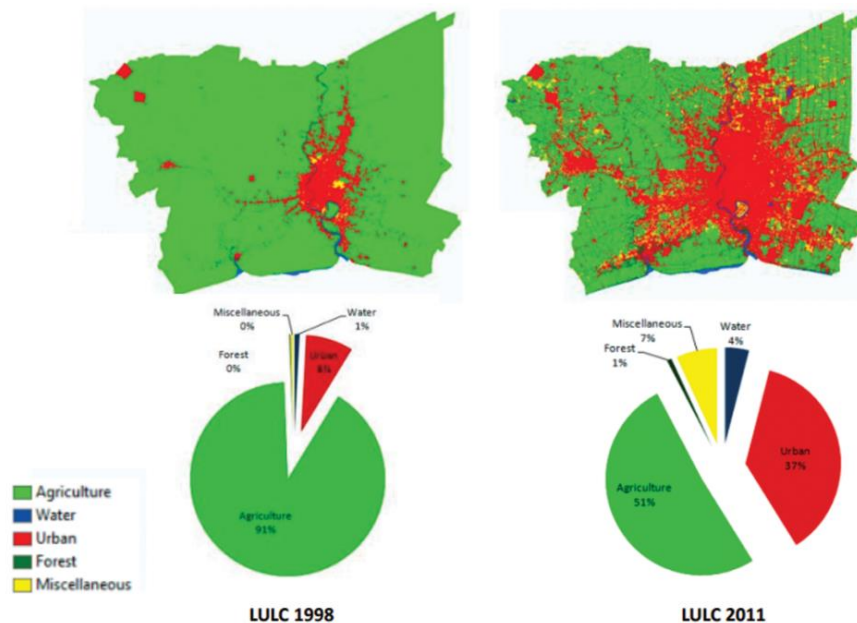 Miscellaneous
0%
Water
1%
Forest
0%
Urban
8%
Agriculture
91%
Miscellaneous
7%
Water
4%
Forest
1%
Urban
37%
Agriculture
51%
Agriculture
Water
Urban
Forest
Miscellaneous
LULC 1998
LULC 2011